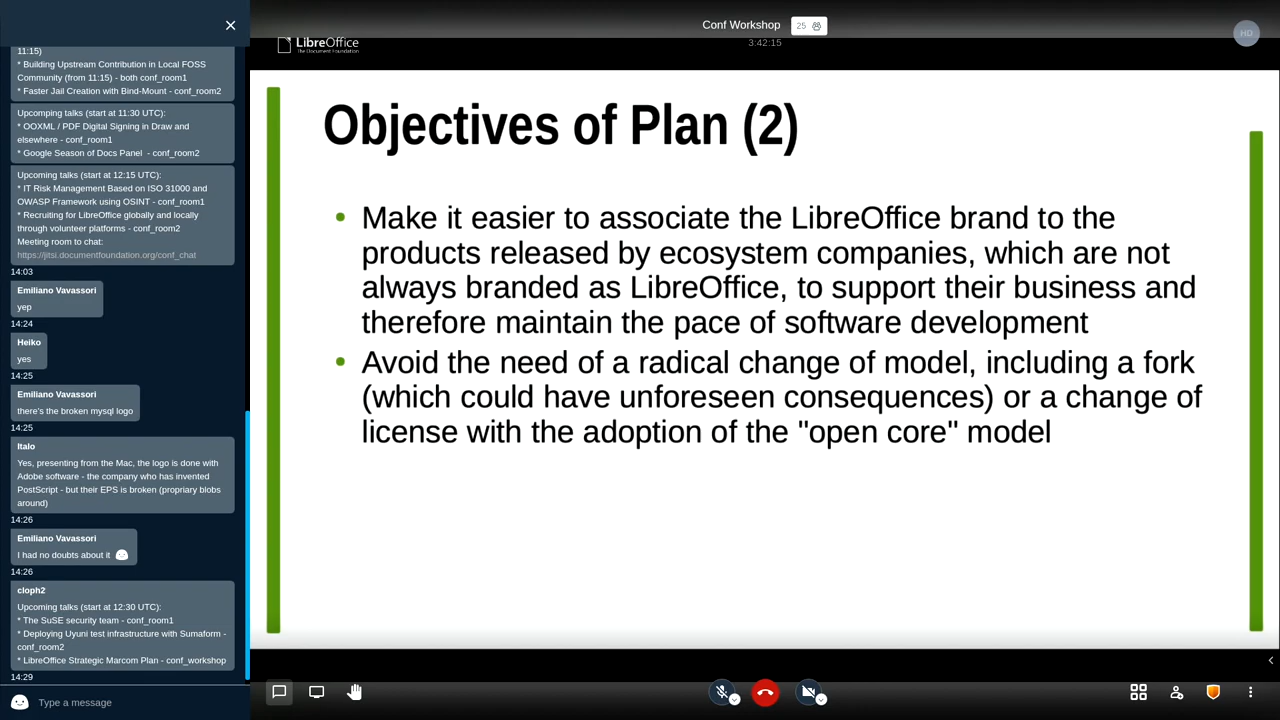 11:15)
* Building Upstream Contribution in Local FOSS
Community (from 11:15) - both conf_room1
* Faster Jail Creation with Bind-Mount - conf_room2
Upcomping talks (start at 11:30 UTC):
* OOXML / PDF Digital Signing in Draw and
elsewhere - conf_room1
* Google Season of Docs Panel - conf_room2
Upcoming talks (start at 12:15 UTC):
* IT Risk Management Based on ISO 31000 and
OWASP Framework using OSINT - conf_room1
* Recruiting for LibreOffice globally and locally
through volunteer platforms - conf_room2
Meeting room to chat:
https://jitsi.documentfoundation.org/conf_chat
14:03
Emiliano Vavassori
yep
14:24
Heiko
yes
14:25
Emiliano Vavassori
there's the broken mysql logo
14:25
Italo
Yes, presenting from the Mac, the logo is done with
Adobe software - the company who has invented
PostScript - but their EPS is broken (propriary blobs
around)
14:26
Emiliano Vavassori
I had no doubts about it
14:26
cloph2
Upcoming talks (start at 12:30 UTC):
* The SuSE security team - conf_room1
* Deploying Uyuni test infrastructure with Sumaform -
conf_room2
* LibreOffice Strategic Marcom Plan - conf_workshop
14:29
Type a message
Conf Workshop 25
3:42:15
HD
LibreOffice
The Document Foundation
Objectives of Plan (2)
• Make it easier to associate the LibreOffice brand to the
products released by ecosystem companies, which are not
always branded as LibreOffice, to support their business and
therefore maintain the pace of software development
• Avoid the need of a radical change of model, including a fork
(which could have unforeseen consequences) or a change of
license with the adoption of the "open core" model